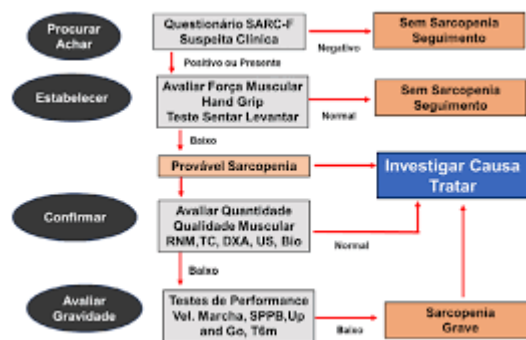 Procurar
Achar
Questionário SARC-F
Suspeita Clínica
Negativo
Sem Sarcopenia
Seguimento
Positivo ou Presente
Estabelecer
Avaliar Força Muscular
Hand Grip
Teste Sentar Levantar
Normal
Sem Sarcopenia
Seguimento
Baixo
Provável Sarcopenia
Investigar Causa
Tratar
Confirmar
Avaliar Quantidade
Qualidade Muscular
RNM,TC, DXA, US, Bio
Normal
Baixo
Avaliar
Gravidade
Testes de Performance
Vel. Marcha, SPPB,Up
and Go, T6m
Baixo
Sarcopenia
Grave